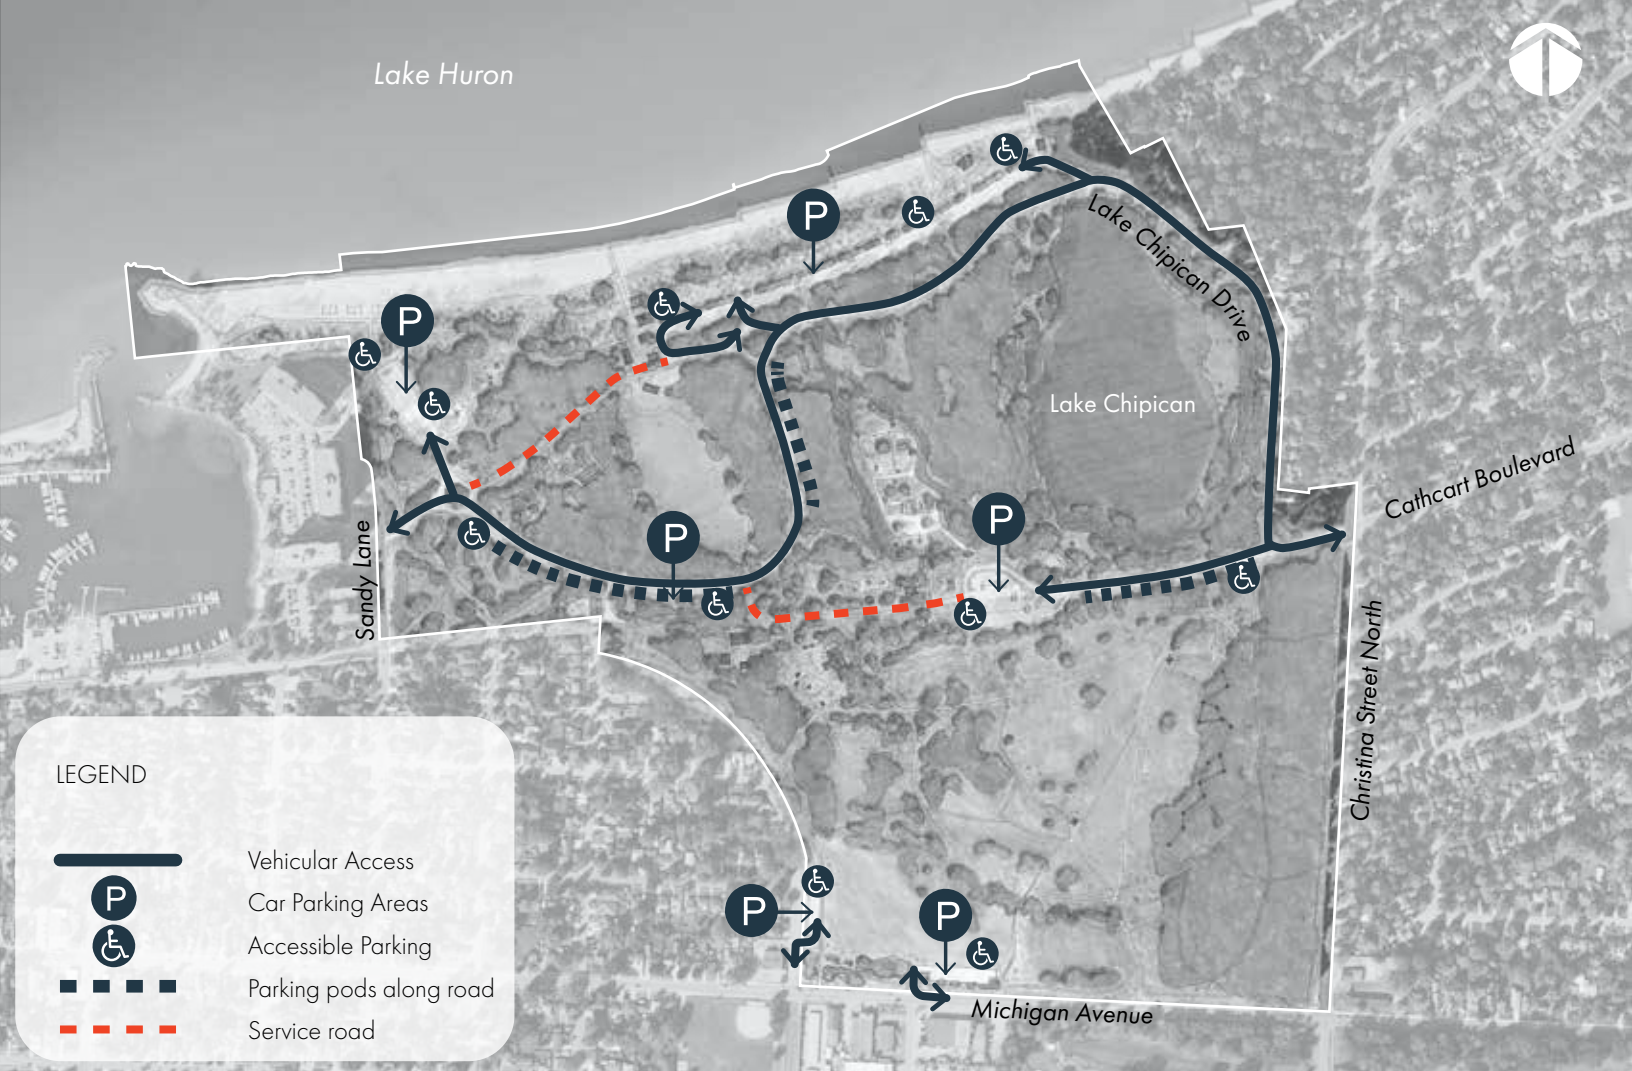 Lake Huron
P
P
Lake Chipican Drive
Lake Chipican
Cathcart Boulevard
P
P
Sandy Lane
Christina Street North
P
P
Michigan Avenue
LEGEND
Vehicular Access
P Car Parking Areas
Accessible Parking
Parking pods along road
Service road